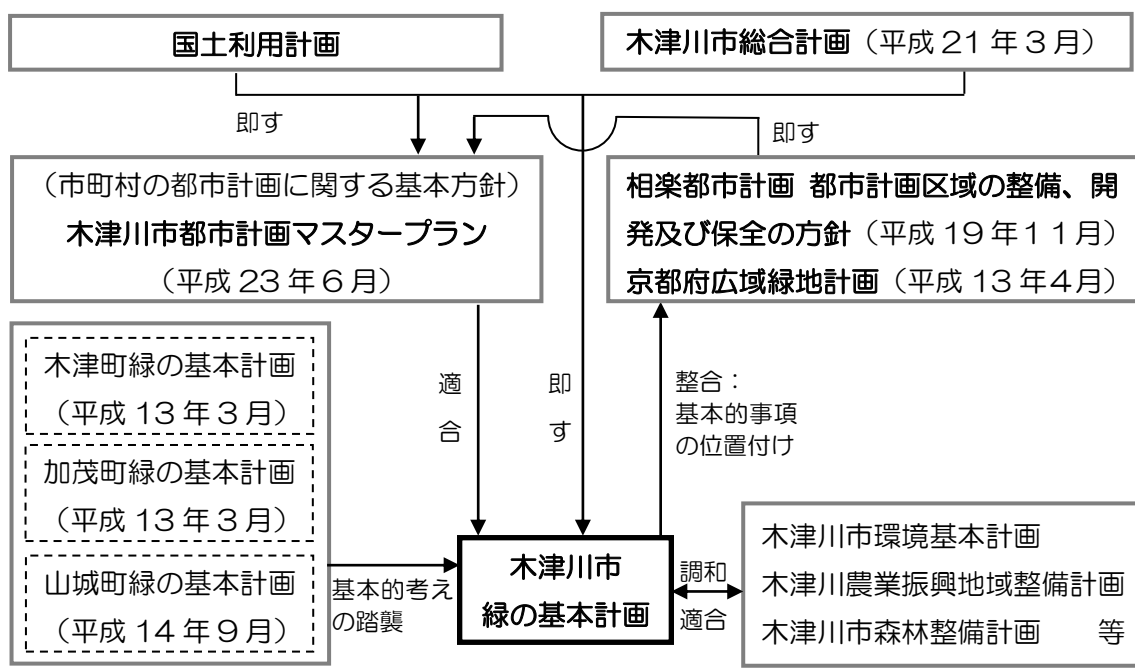 国土利用計画
木津川市総合計画（平成21年3月）
即す
即す
（市町村の都市計画に関する基本方針）
木津川市都市計画マスタープラン
（平成23年6月）
相楽都市計画 都市計画区域の整備、開
発及び保全の方針（平成19年11月）
京都府広域緑地計画（平成13年4月）
木津町緑の基本計画
（平成13年3月）
加茂町緑の基本計画
（平成13年3月）
山城町緑の基本計画
（平成14年9月）
適
合
即
す
整合：
基本的事項
の位置付け
基本的考え
の踏襲
木津川市
緑の基本計画
調和
適合
木津川市環境基本計画
木津川農業振興地域整備計画
木津川市森林整備計画 等